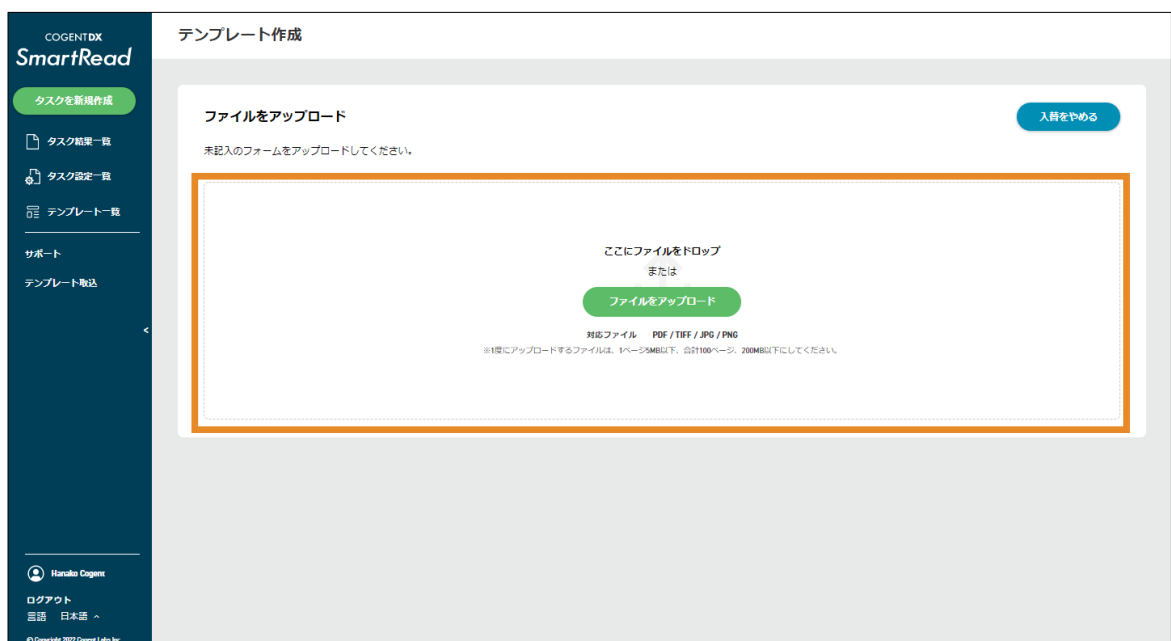 COGENT DX
SmartRead
タスクを新規作成
タスク結果一覧
タスク設定一覧
テンプレート一覧
サポート
テンプレート取込
<
Hanako Cogent
ログアウト
言語 日本語
© Copyright 2022 Cogent Labs Inc.
テンプレート作成
ファイルをアップロード
入替をやめる
未記入のフォームをアップロードしてください。
ここにファイルをドロップ
または
ファイルをアップロード
対応ファイル PDF / TIFF / JPG / PNG
※1度にアップロードするファイルは、1ページ5MB以下、合計100ページ、200MB以下にしてください。